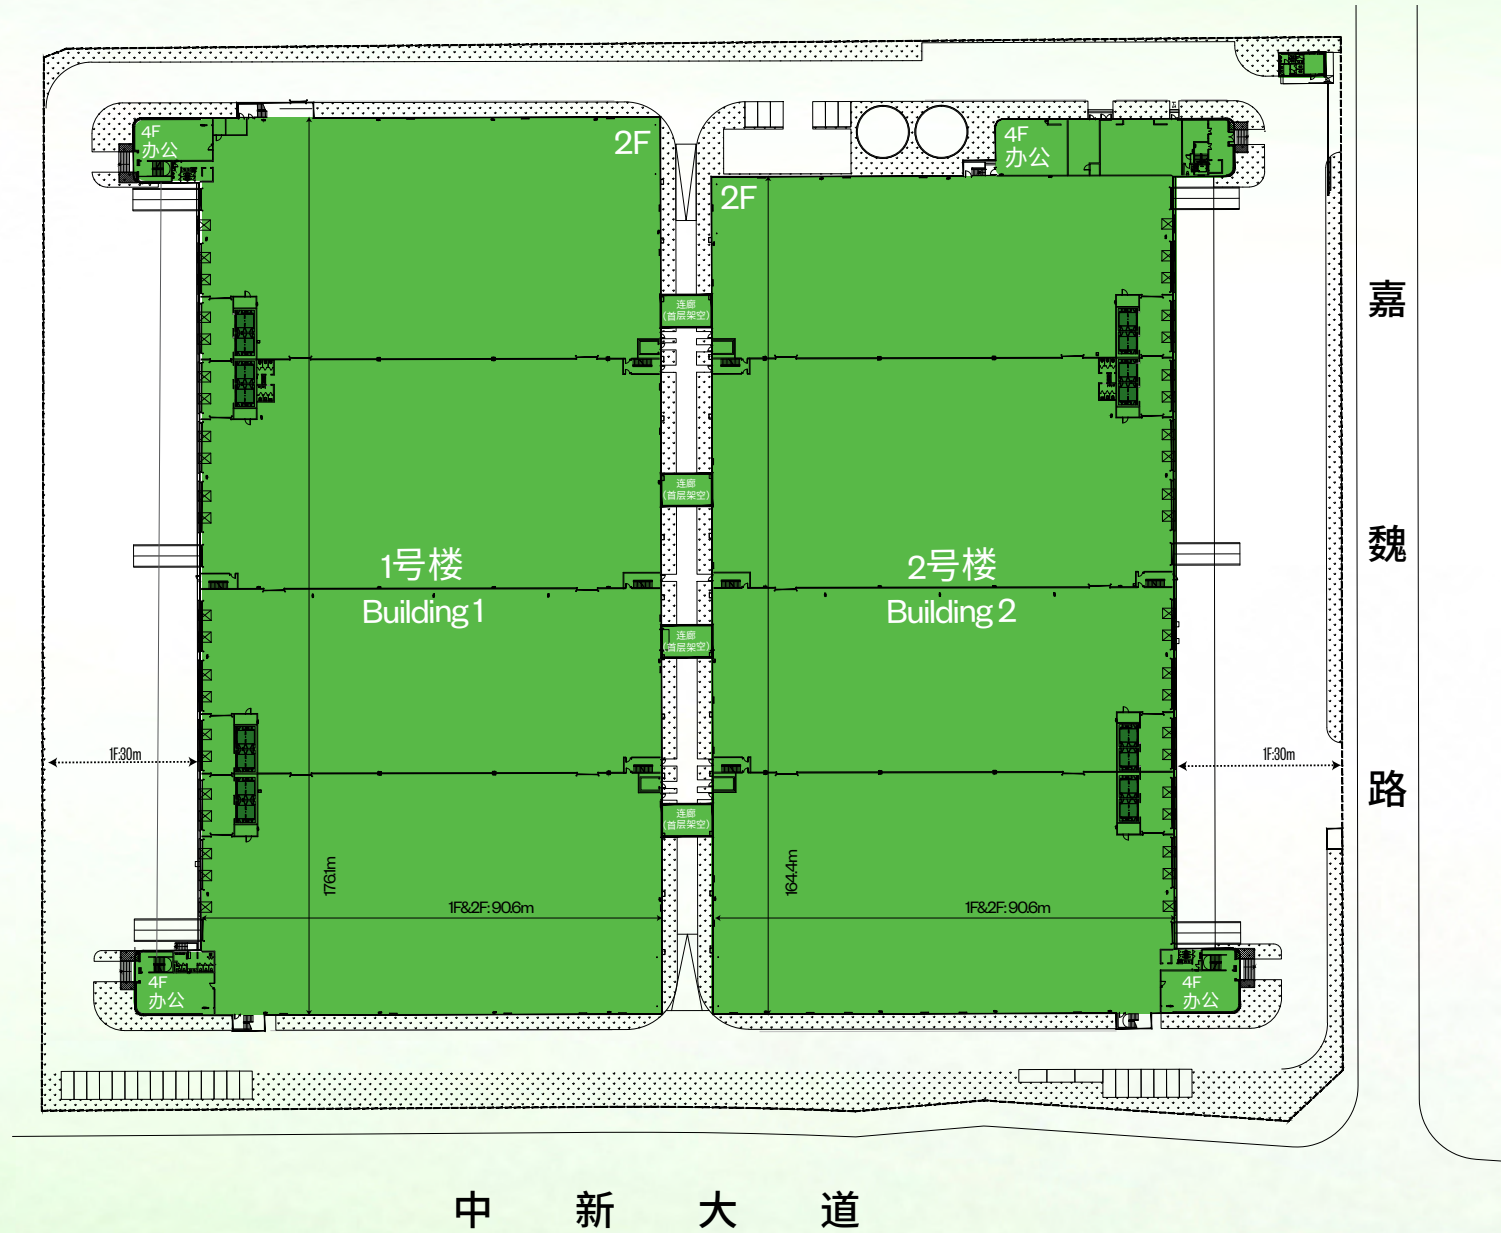 4F
办公
2F
4F
办公
2F
连廊
(首层架空)
嘉
魏
路
连廊
(首层架空)
1号楼
Building 1
2号楼
Building 2
连廊
(首层架空)
1F:30m
1F:30m
连廊
(首层架空)
176.1m
164.4m
1F&2F: 90.6m
1F&2F: 90.6m
4F
办公
4F
办公
中新大道